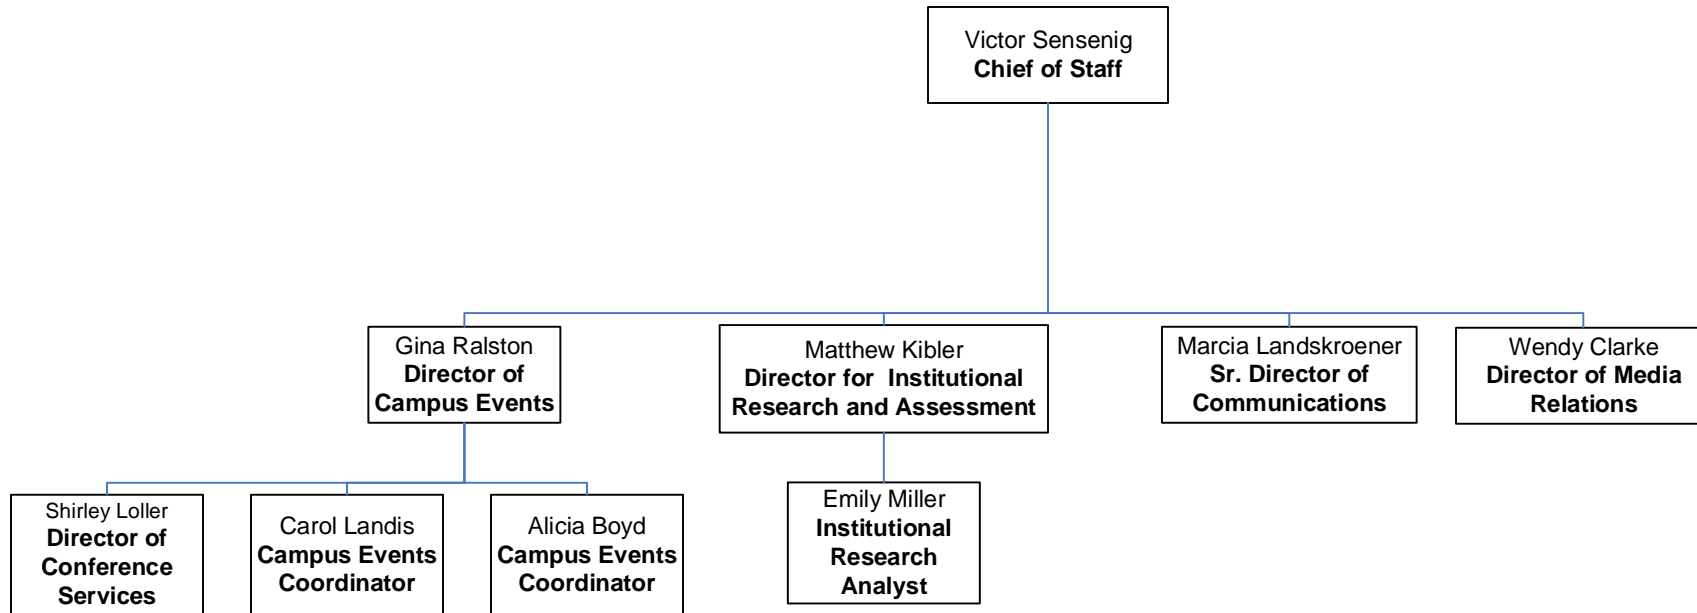 Victor Sensenig
Chief of Staff
Gina Ralston
Director of
Campus Events
Matthew Kibler
Director for Institutional
Research and Assessment
Marcia Landskroener
Sr. Director of
Communications
Wendy Clarke
Director of Media
Relations
Shirley Loller
Director of
Conference
Services
Carol Landis
Campus Events
Coordinator
Alicia Boyd
Campus Events
Coordinator
Emily Miller
Institutional
Research
Analyst